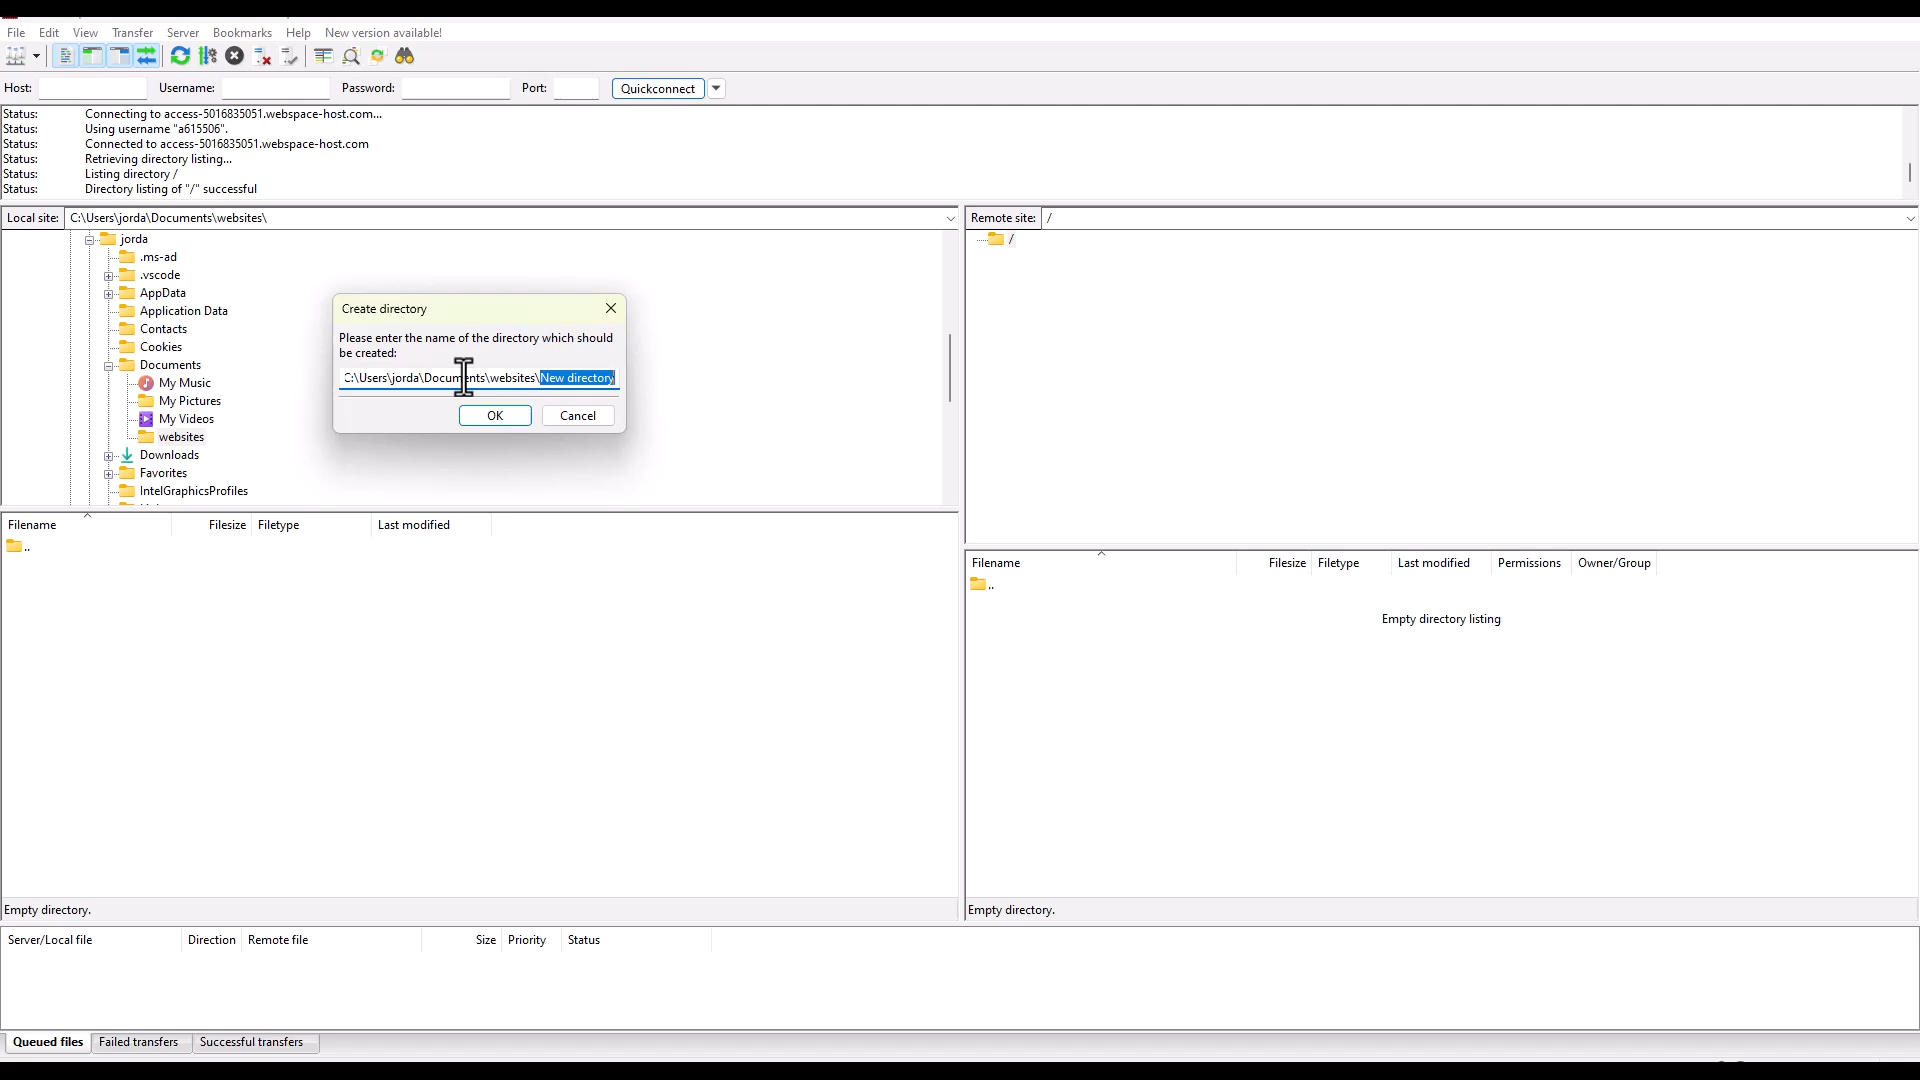 File Edit View Transfer Server Bookmarks Help New version available!
Host: Username: Password: Port: Quickconnect
Status: Connecting to access-5016835051.webspace-host.com...
Status: Using username "a615506".
Status: Connected to access-5016835051.webspace-host.com
Status: Retrieving directory listing...
Status: Listing directory /
Status: Directory listing of "/" successful
Local site: C:\Users\jorda\Documents\websites\
jorda
.ms-ad
.vscode
AppData
Application Data
Contacts
Cookies
Documents
My Music
My Pictures
My Videos
websites
Downloads
Favorites
IntelGraphicsProfiles
Create directory
Please enter the name of the directory which should
be created:
C:\Users\jorda\Documents\websites\New directory
OK Cancel
Remote site: /
/
Filename Filesize Filetype Last modified
..
Empty directory.
Filename Filesize Filetype Last modified Permissions Owner/Group
..
Empty directory listing
Empty directory.
Server/Local file Direction Remote file Size Priority Status
Queued files Failed transfers Successful transfers